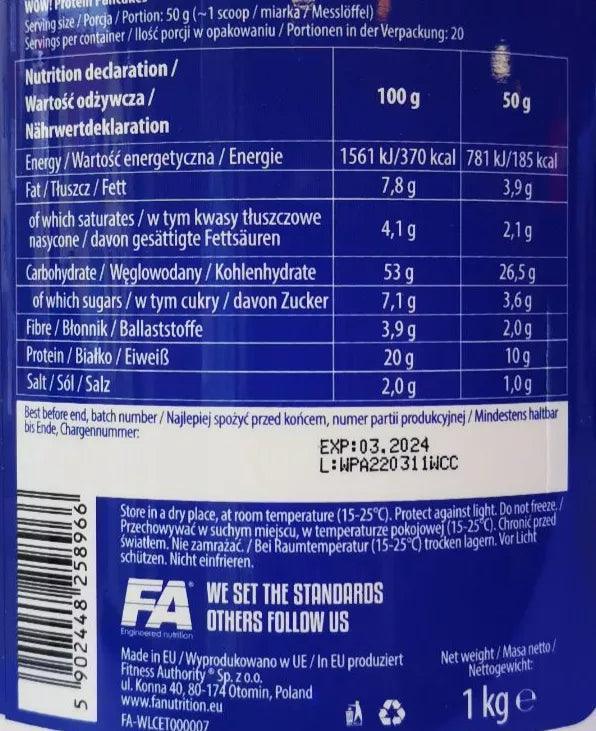 WOW! Protein Pancakes
Serving size / Porcja / Portion: 50 g (~1 scoop / miarka / Messlöffel)
Servings per container / Ilość porcji w opakowaniu / Portionen in der Verpackung: 20
Nutrition declaration /
Wartość odżywcza /
Nährwertdeklaration
100 g
50 g
Energy / Wartość energetyczna / Energie
1561 kJ/370 kcal
781 kJ/185 kcal
Fat / Tłuszcz / Fett
7,8 g
3,9 g
of which saturates / w tym kwasy tłuszczowe
nasycone / davon gesättigte Fettsäuren
4,1 g
2,1 g
Carbohydrate / Węglowodany / Kohlenhydrate
53 g
26,5 g
of which sugars / w tym cukry / davon Zucker
7,1 g
3,6 g
Fibre / Błonnik / Ballaststoffe
3,9 g
2,0 g
Protein / Białko / Eiweiß
20 g
10 g
Salt / Sól / Salz
2,0 g
1,0 g
Best before end, batch number / Najlepiej spożyć przed końcem, numer partii produkcyjnej / Mindestens haltbar
bis Ende, Chargennummer:
EXP:03.2024
L:WPA220311WCC
Store in a dry place, at room temperature (15-25°C). Protect against light. Do not freeze. /
Przechowywać w suchym miejscu, w temperaturze pokojowej (15-25°C). Chronić przed
światłem. Nie zamrażać. / Bei Raumtemperatur (15-25°C) trocken lagern. Vor Licht
schützen. Nicht einfrieren.
5 902448 258966
FA®
Engineered nutrition
WE SET THE STANDARDS
OTHERS FOLLOW US
Made in EU / Wyprodukowano w UE / In EU produziert
Fitness Authority® Sp. z o.o.
ul. Konna 40, 80-174 Otomin, Poland
www.fanutrition.eu
FA-WLCET000007
Net weight / Masa netto /
Nettogewicht:
1 kg e